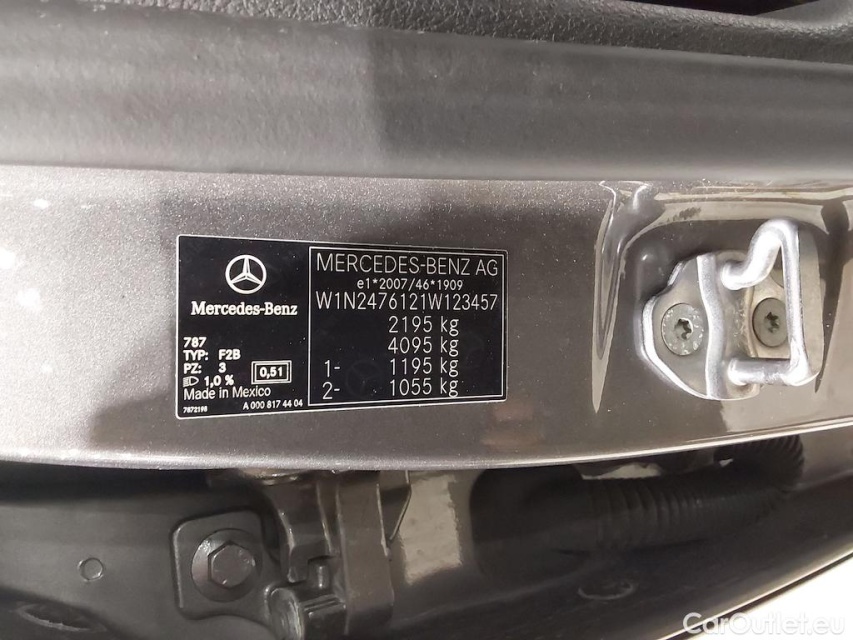 Mercedes-Benz
787
TYP: F2B
PZ: 3
1,0 %
0,51
Made in Mexico
7872198
A 000 817 44 04
MERCEDES-BENZ AG
e1*2007/46*1909
W1N2476121W123457
2195 kg
4095 kg
1- 1195 kg
2- 1055 kg
CarOutlet.eu